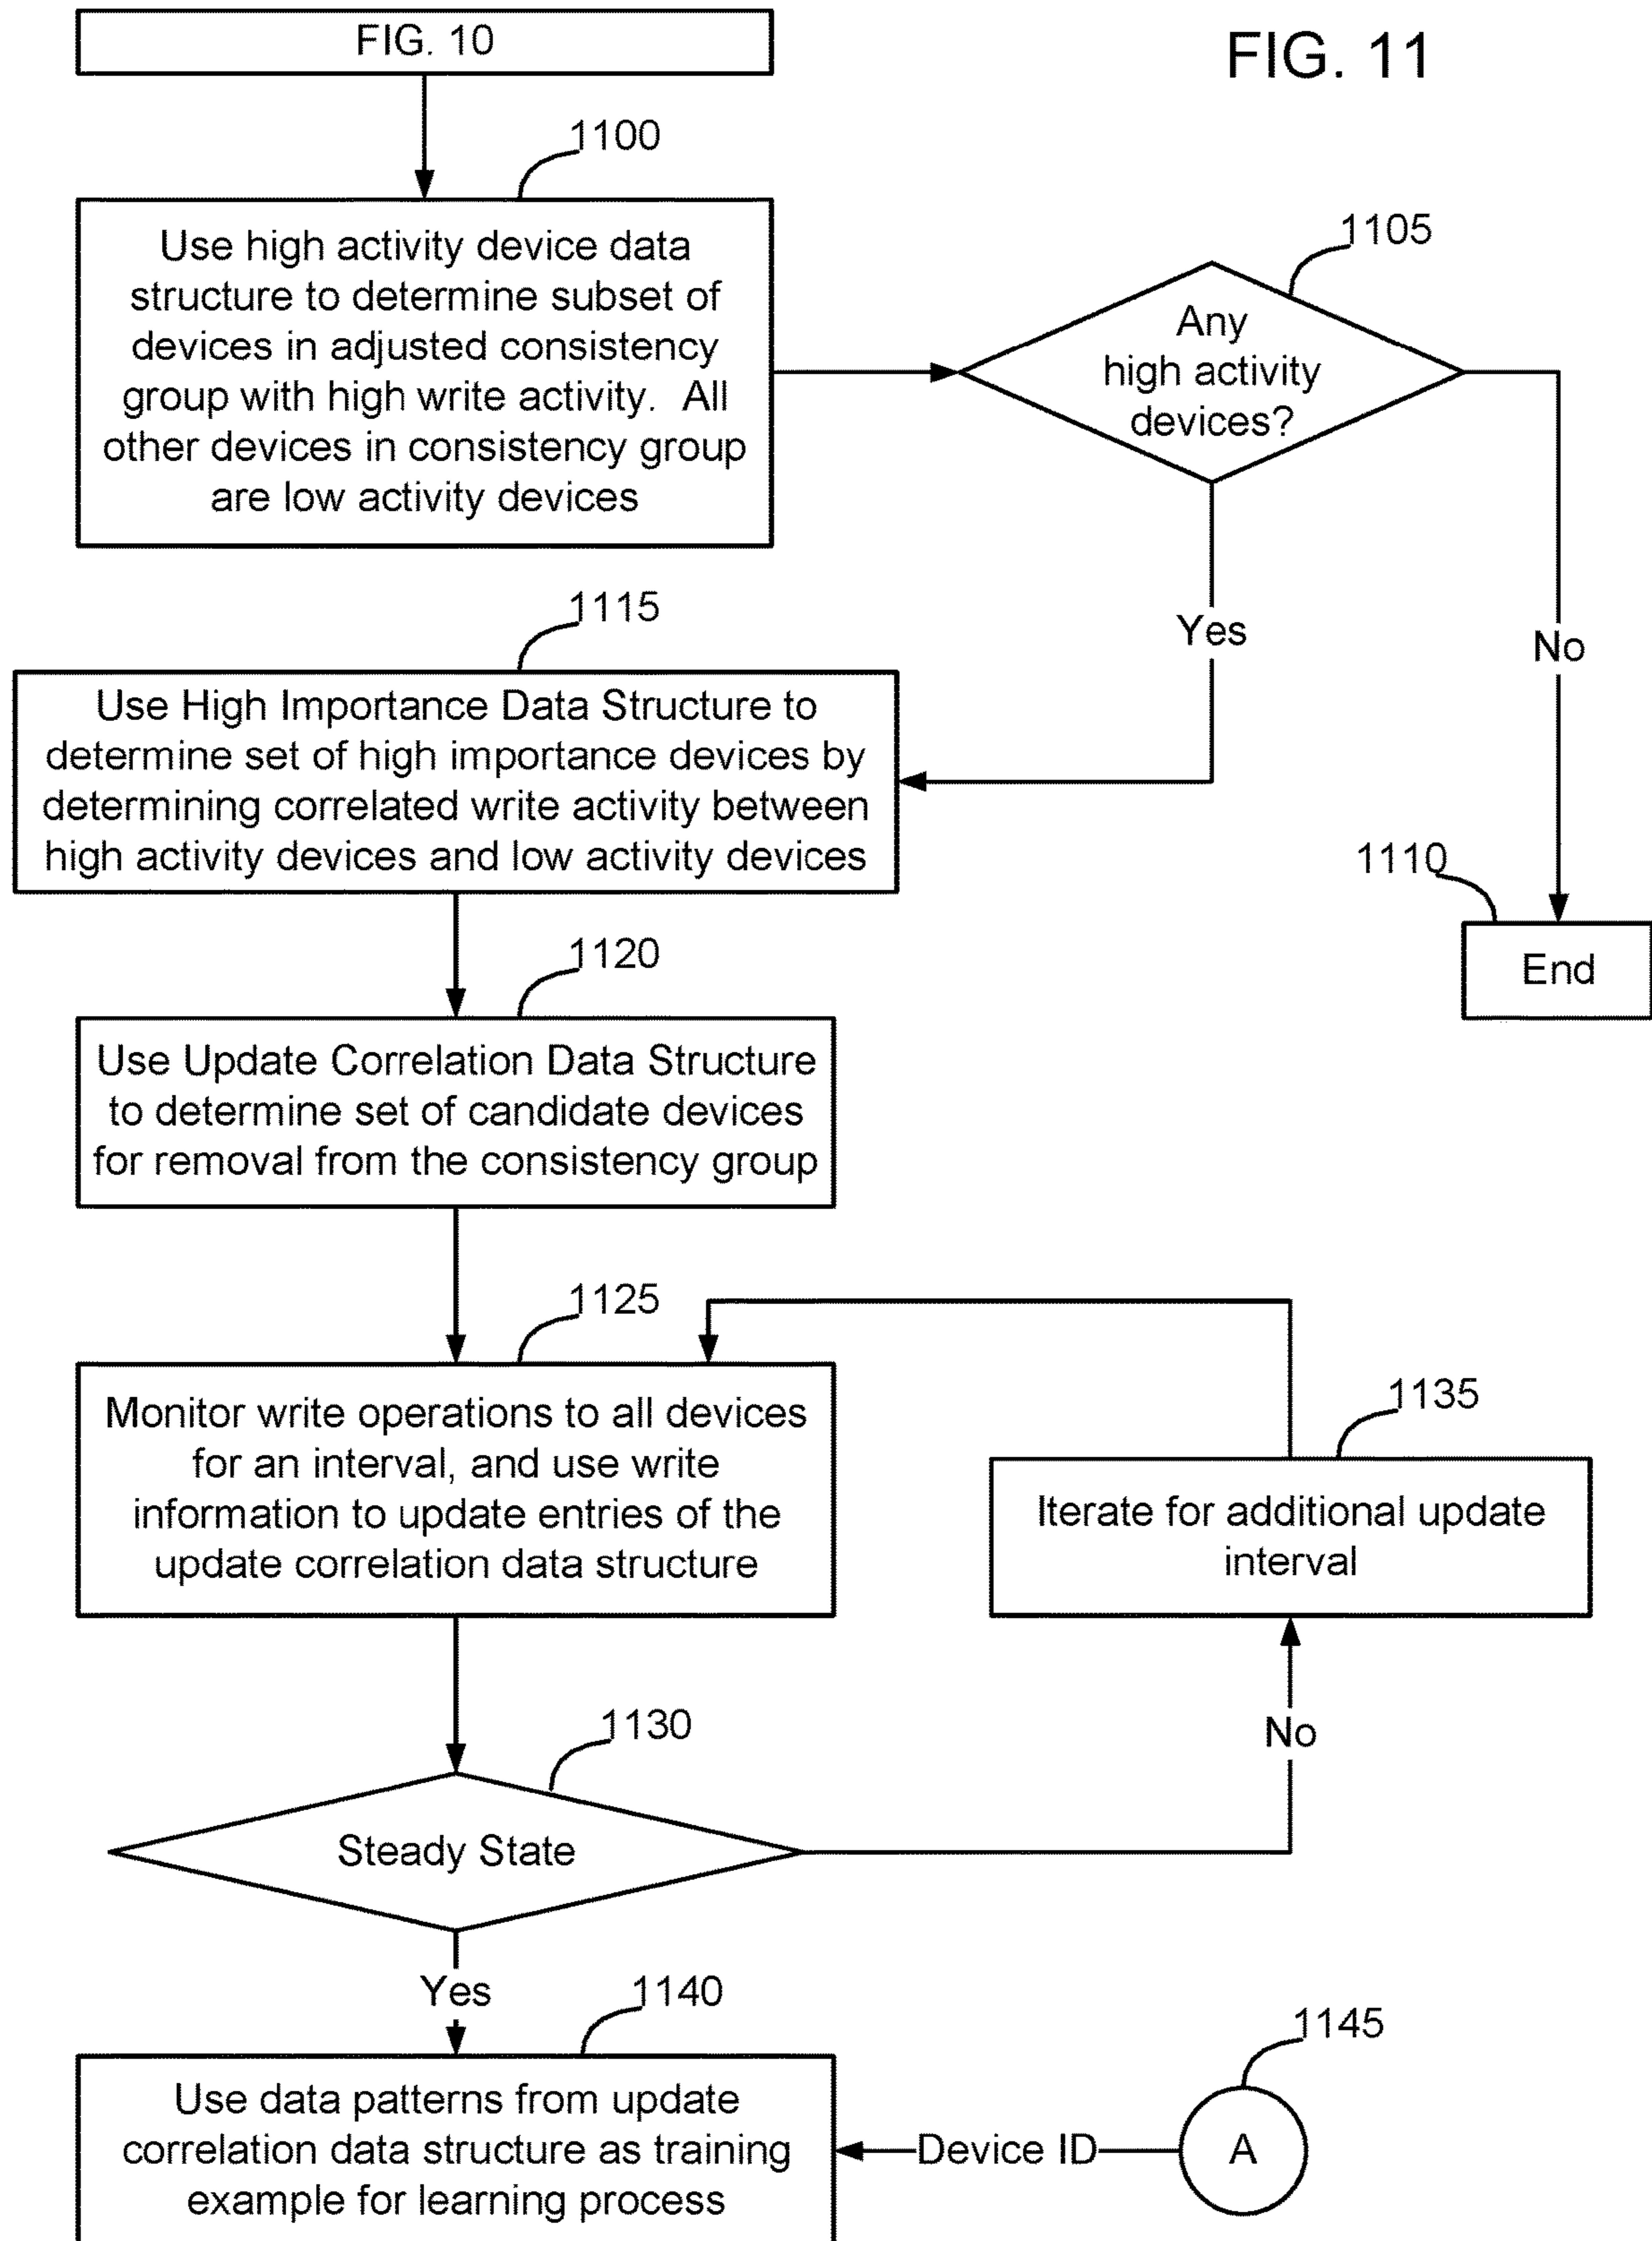 FIG. 10
FIG. 11
1100
Use high activity device data
structure to determine subset of
devices in adjusted consistency
group with high write activity.  All
other devices in consistency group
are low activity devices
1105
Any
high activity
devices?
Yes
No
1110
End
1115
Use High Importance Data Structure to
determine set of high importance devices by
determining correlated write activity between
high activity devices and low activity devices
1120
Use Update Correlation Data Structure
to determine set of candidate devices
for removal from the consistency group
1125
Monitor write operations to all devices
for an interval, and use write
information to update entries of the
update correlation data structure
1135
Iterate for additional update
interval
1130
Steady State
No
Yes
1140
Use data patterns from update
correlation data structure as training
example for learning process
Device ID
1145
A